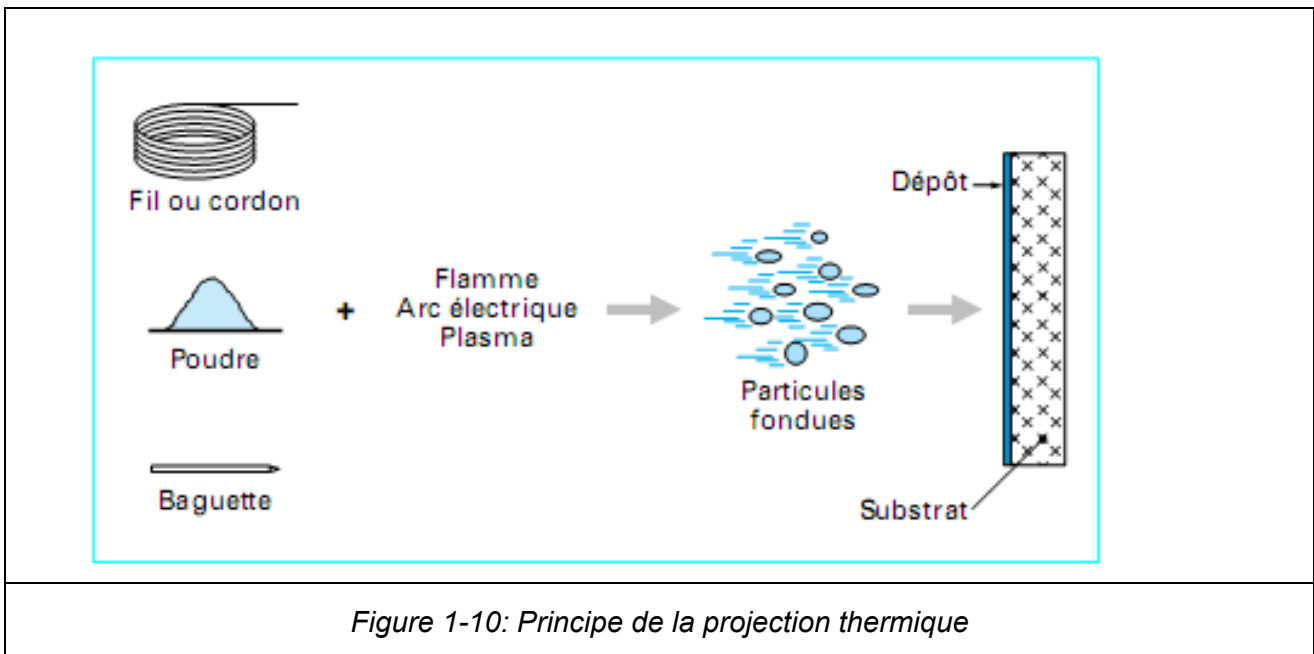 Fil ou cordon
Poudre
Baguette
+
Flamme
Arc électrique
Plasma
Particules
fondues
Dépôt
Substrat
Figure 1-10: Principe de la projection thermique